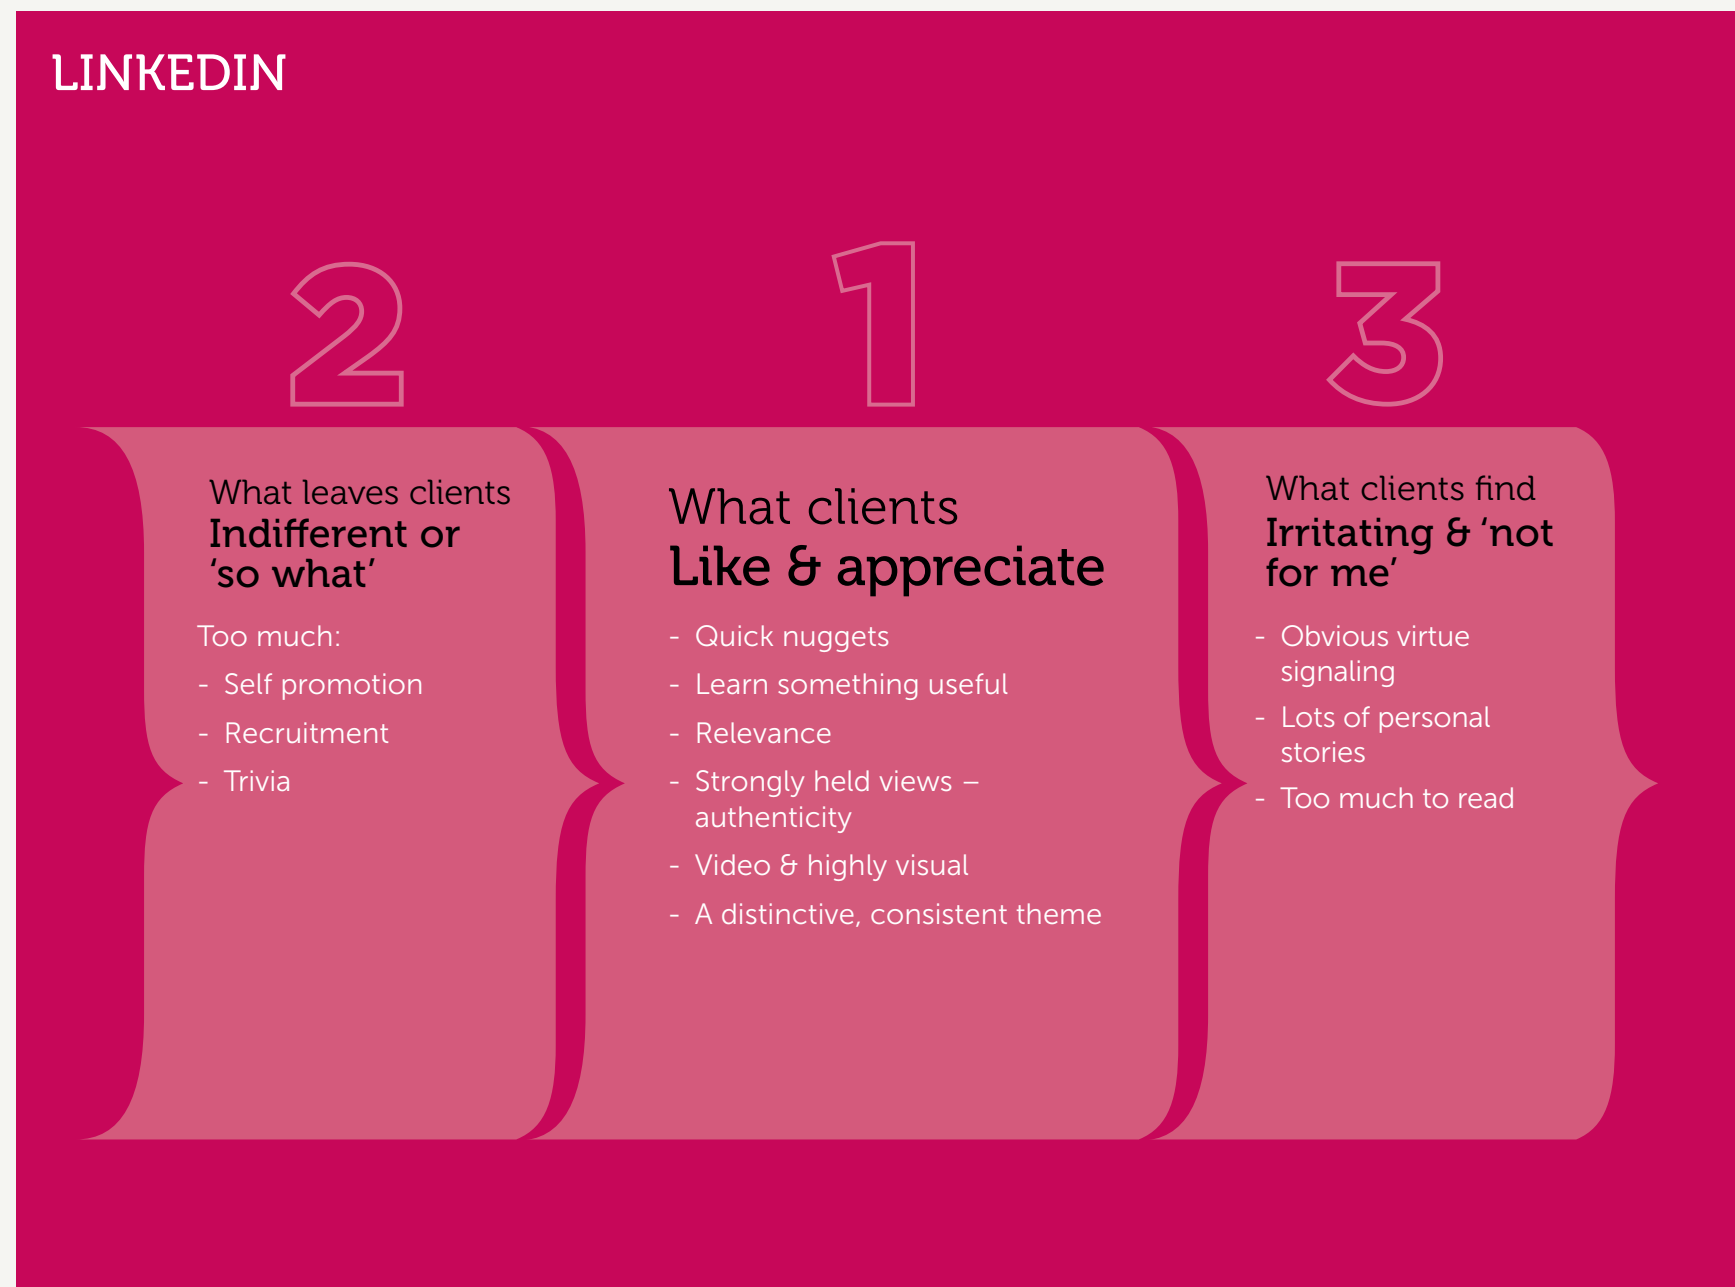 LINKEDIN
2
What leaves clients
Indifferent or
‘so what’
Too much:
- Self promotion
- Recruitment
- Trivia
1
What clients
Like & appreciate
- Quick nuggets
- Learn something useful
- Relevance
- Strongly held views –
authenticity
- Video & highly visual
- A distinctive, consistent theme
3
What clients find
Irritating & ‘not
for me’
- Obvious virtue
signaling
- Lots of personal
stories
- Too much to read